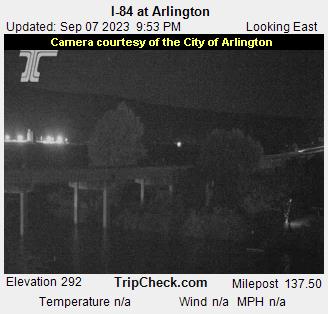 I-84 at Arlington
Updated: Sep 07 2023 9:53 PM Looking East
Camera courtesy of the City of Arlington
Elevation 292 TripCheck.com Milepost 137.50
Temperature n/a Wind n/a MPH n/a